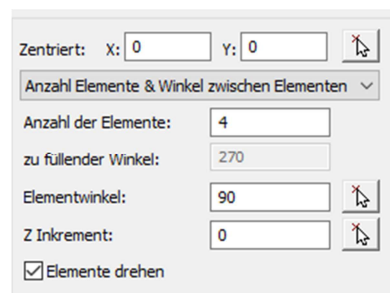 Zentriert: X: 0 Y: 0
Anzahl Elemente & Winkel zwischen Elementen
Anzahl der Elemente: 4
zu füllender Winkel: 270
Elementwinkel: 90
Z Inkrement: 0
Elemente drehen